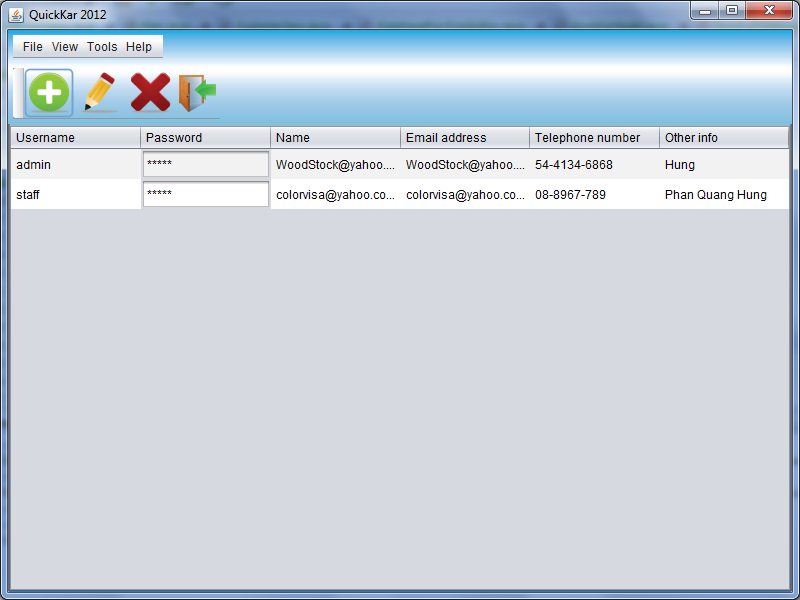 QuickKar 2012
File View Tools Help
Username Password Name Email address Telephone number Other info
admin ***** WoodStock@yahoo.... WoodStock@yahoo.... 54-4134-6868 Hung
staff ***** colorvisa@yahoo.co... colorvisa@yahoo.co... 08-8967-789 Phan Quang Hung